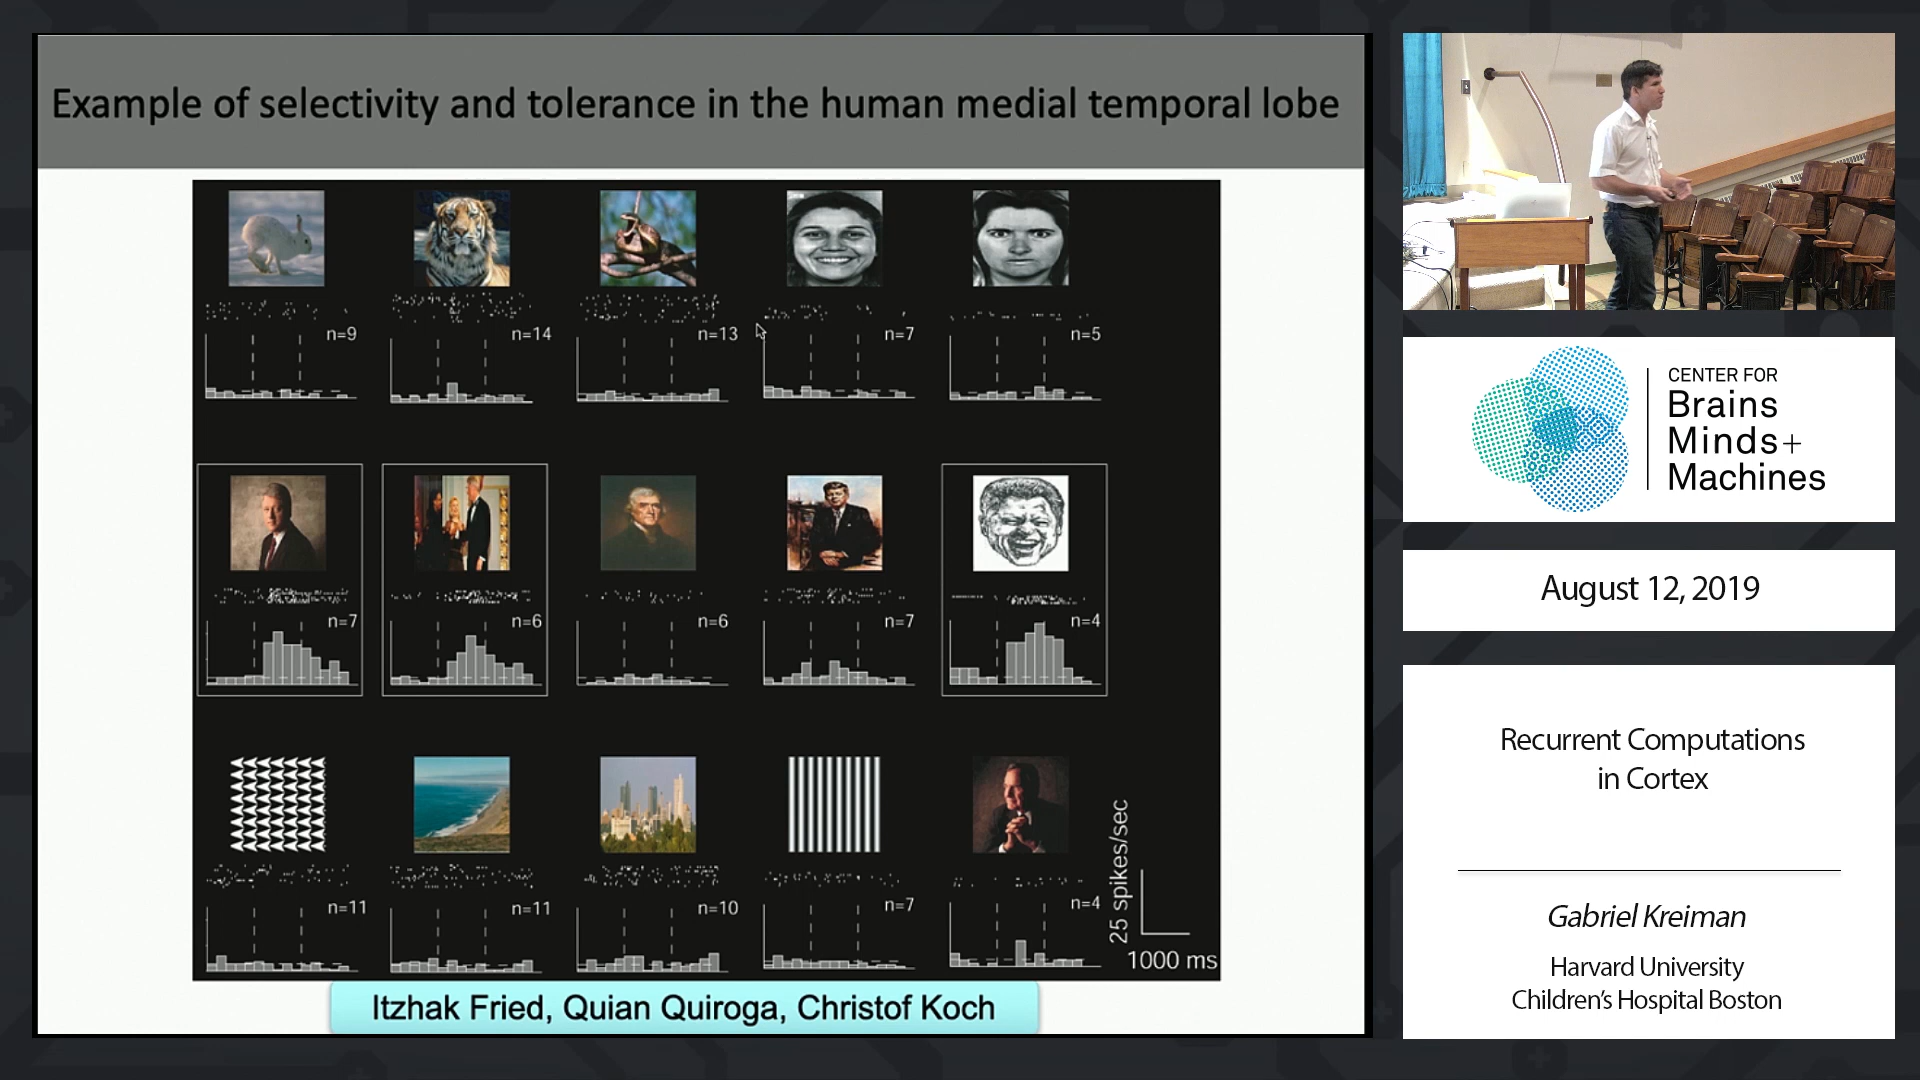 Example of selectivity and tolerance in the human medial temporal lobe
n=9
n=14
n=13
n=7
n=5
n=7
n=6
n=6
n=7
n=4
n=11
n=11
n=10
n=7
n=4
25 spikes/sec
1000 ms
Itzhak Fried, Quian Quiroga, Christof Koch
CENTER FOR
Brains
Minds+
Machines
August 12, 2019
Recurrent Computations
in Cortex
Gabriel Kreiman
Harvard University
Children's Hospital Boston